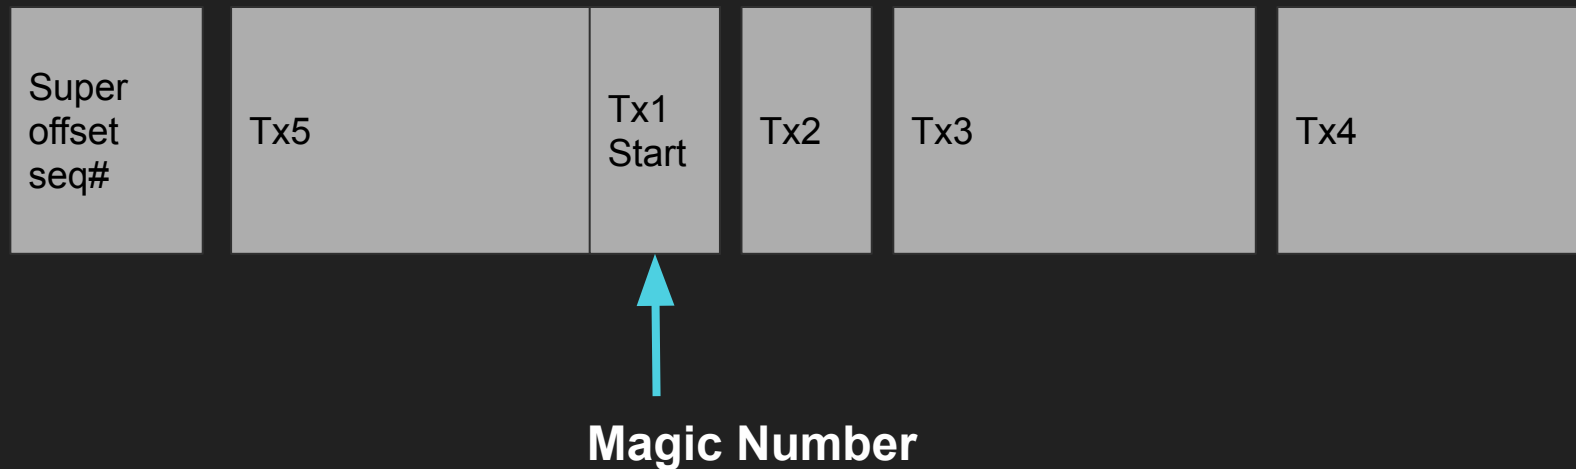 Super
offset
seq#
Tx5
Tx1
Start
Tx2
Tx3
Tx4
Magic Number